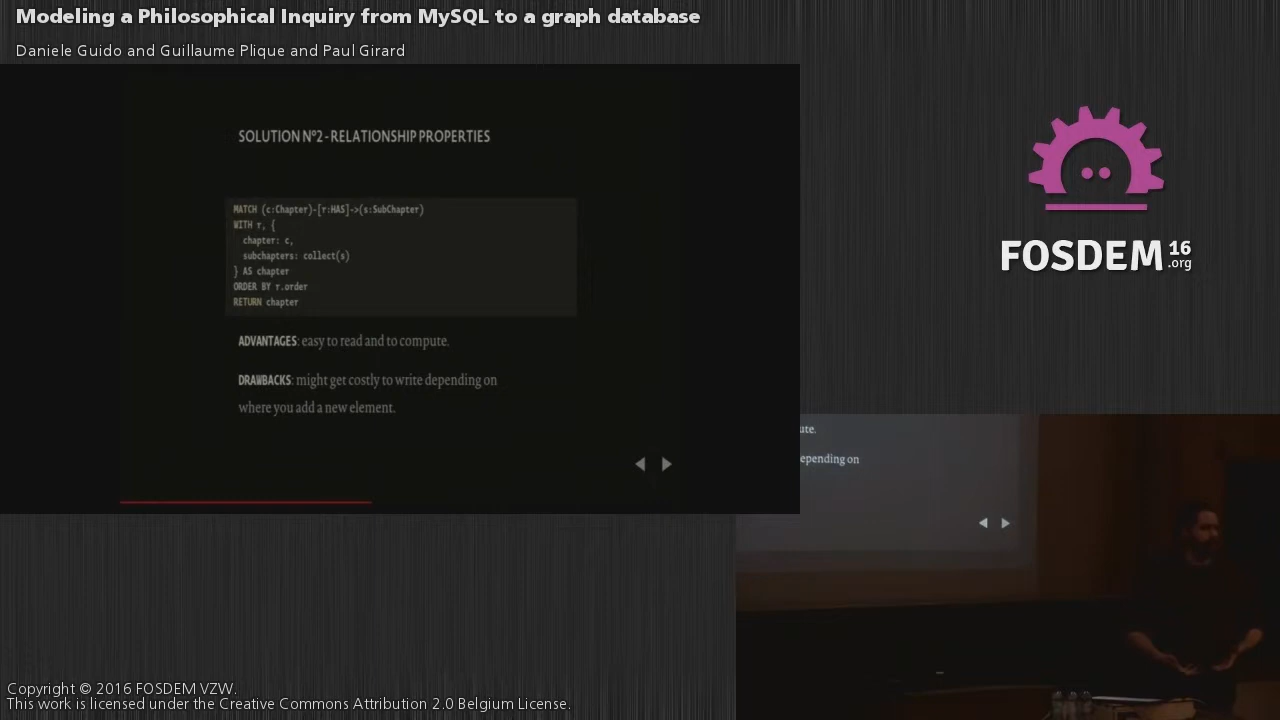 Modeling a Philosophical Inquiry from MySQL to a graph database
Daniele Guido and Guillaume Plique and Paul Girard
SOLUTION N°2 - RELATIONSHIP PROPERTIES
MATCH (c:Chapter)-[r:HAS]->(s:SubChapter)
WITH r, {
chapter: c,
subchapters: collect(s)
} AS chapter
ORDER BY r.order
RETURN chapter
ADVANTAGES: easy to read and to compute.
DRAWBACKS: might get costly to write depending on
where you add a new element.
FOSDEM 16 .org
ute.
epending on
Copyright © 2016 FOSDEM VZW.
This work is licensed under the Creative Commons Attribution 2.0 Belgium License.